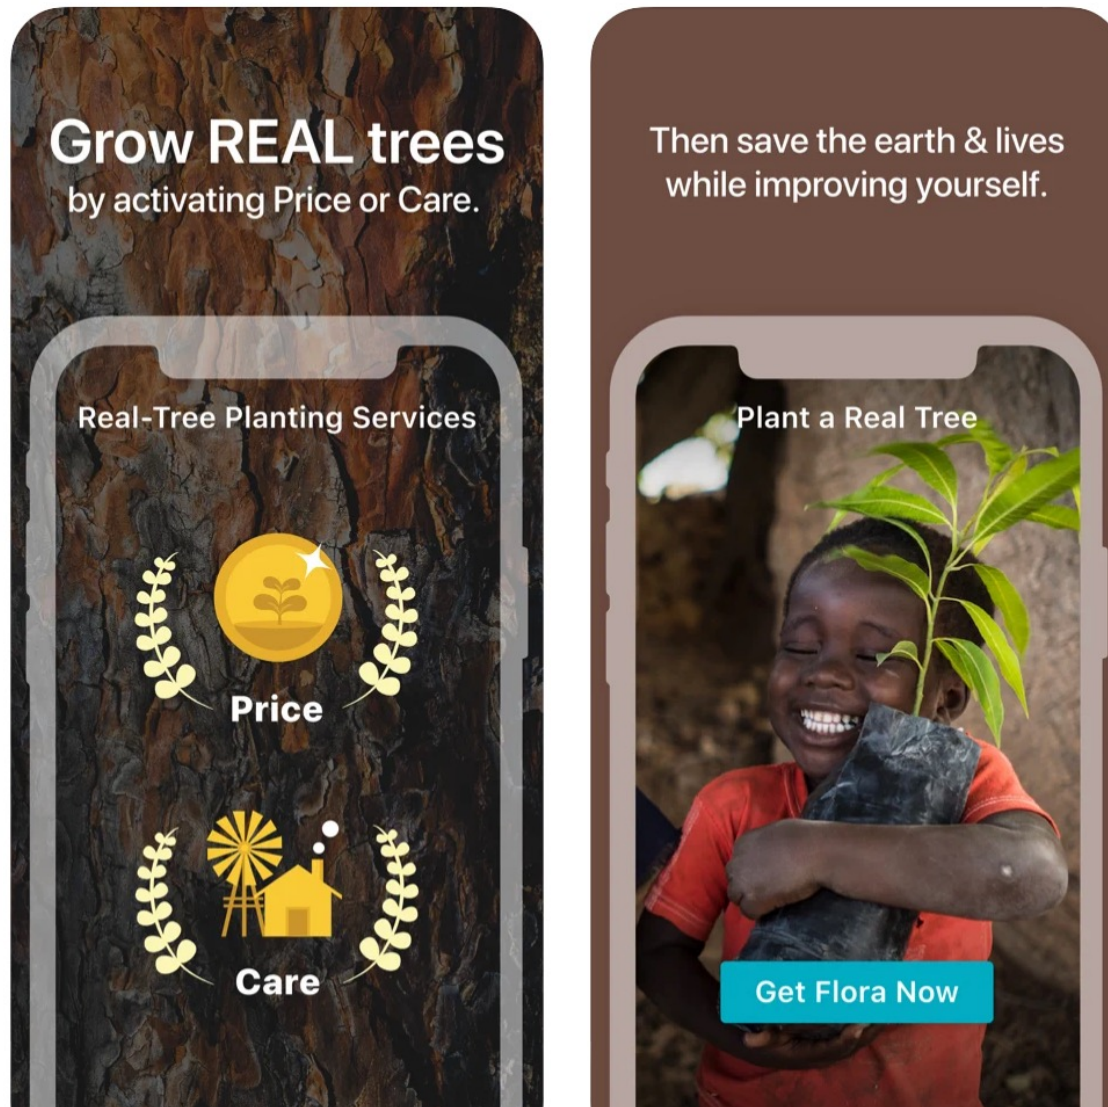 Grow REAL trees
by activating Price or Care.
Real-Tree Planting Services
Price
Care
Then save the earth & lives
while improving yourself.
Plant a Real Tree
Get Flora Now